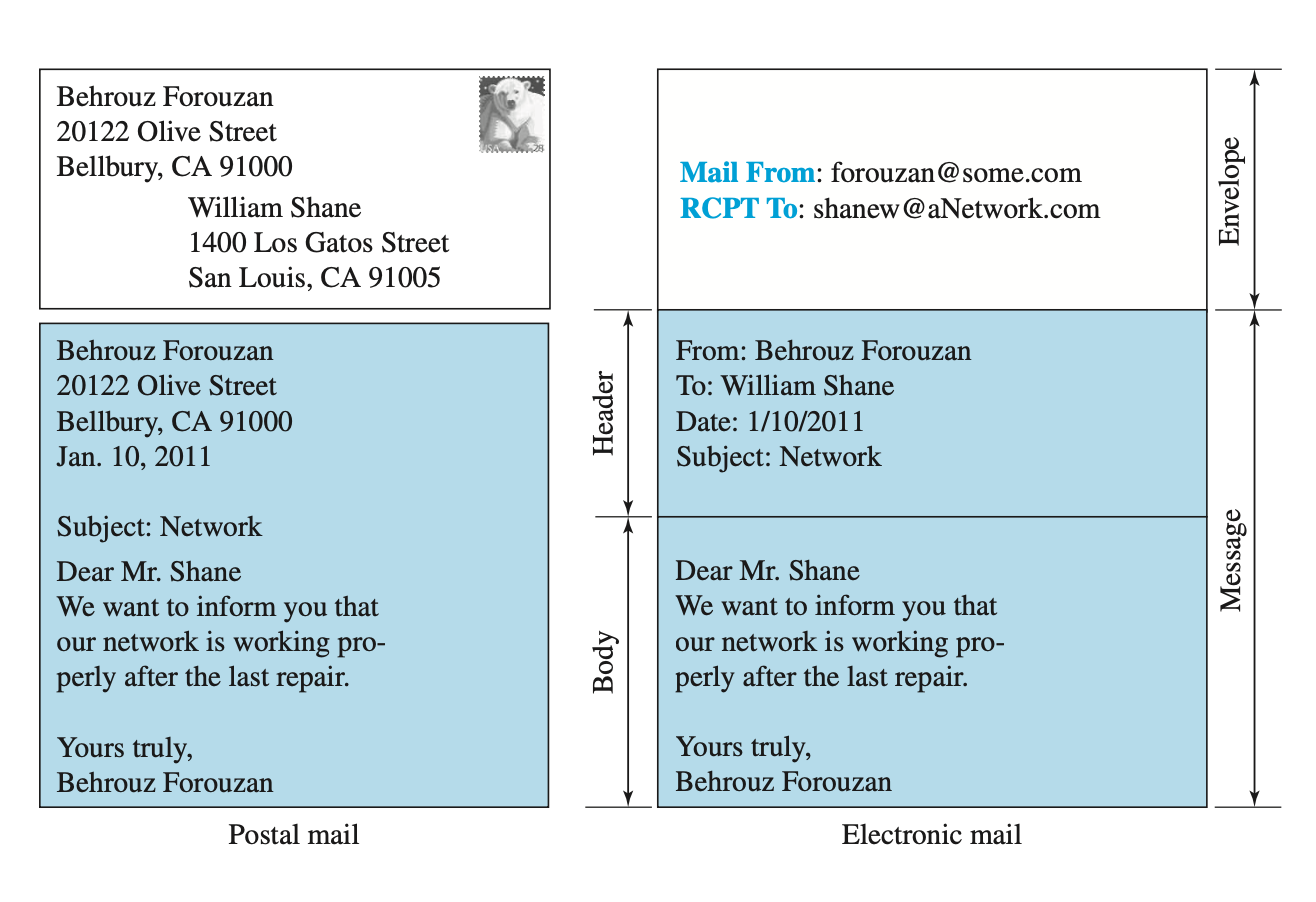 Behrouz Forouzan
20122 Olive Street
Bellbury, CA 91000
William Shane
1400 Los Gatos Street
San Louis, CA 91005
USA 28
Behrouz Forouzan
20122 Olive Street
Bellbury, CA 91000
Jan. 10, 2011
Subject: Network
Dear Mr. Shane
We want to inform you that
our network is working pro-
perly after the last repair.
Yours truly,
Behrouz Forouzan
Postal mail
Mail From: forouzan@some.com
RCPT To: shanew@aNetwork.com
Envelope
Header
From: Behrouz Forouzan
To: William Shane
Date: 1/10/2011
Subject: Network
Body
Dear Mr. Shane
We want to inform you that
our network is working pro-
perly after the last repair.
Yours truly,
Behrouz Forouzan
Message
Electronic mail